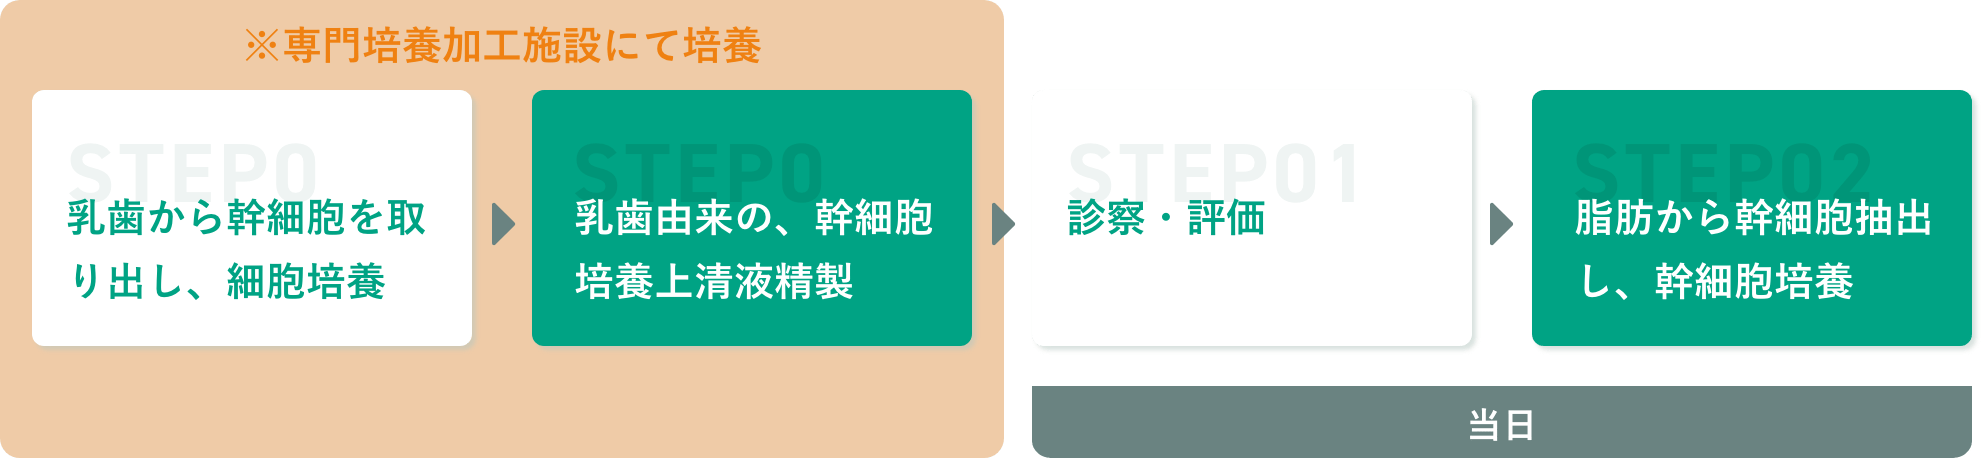 ※専門培養加工施設にて培養
STEP0
乳歯から幹細胞を取
り出し、細胞培養
STEP0
乳歯由来の、幹細胞
培養上清液精製
STEP01
診察・評価
STEP02
脂肪から幹細胞抽出
し、幹細胞培養
当日